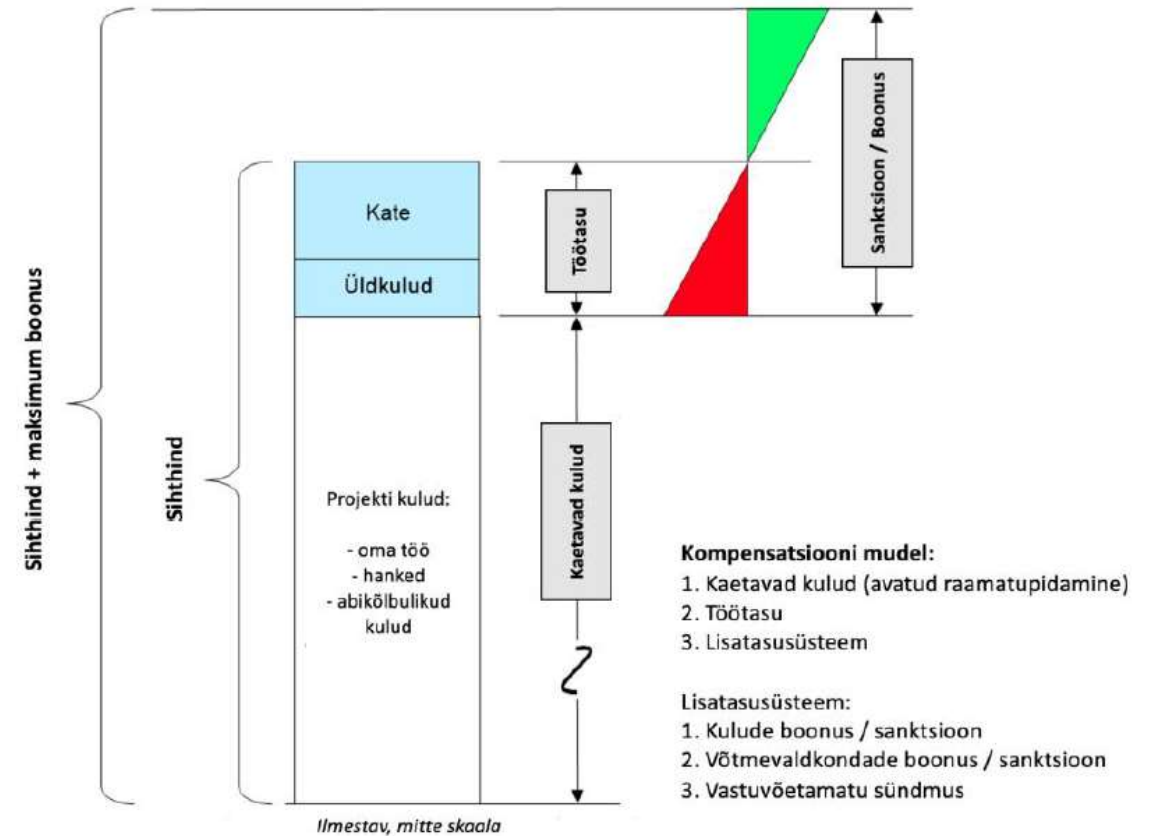 Sihthind + maksimum boonus
Sihthind
Kate
Üldkulud
Projekti kulud:
- oma töö
- hanked
- abikõlbulikud
kulud
Töötasu
Kaetavad kulud
Sanktsioon / Boonus
Kompensatsiooni mudel:
1. Kaetavad kulud (avatud raamatupidamine)
2. Töötasu
3. Lisatasusüsteem
Lisatasusüsteem:
1. Kulude boonus / sanktsioon
2. Võtmevaldkondade boonus / sanktsioon
3. Vastuvõetamatu sündmus
Ilmestav, mitte skaala